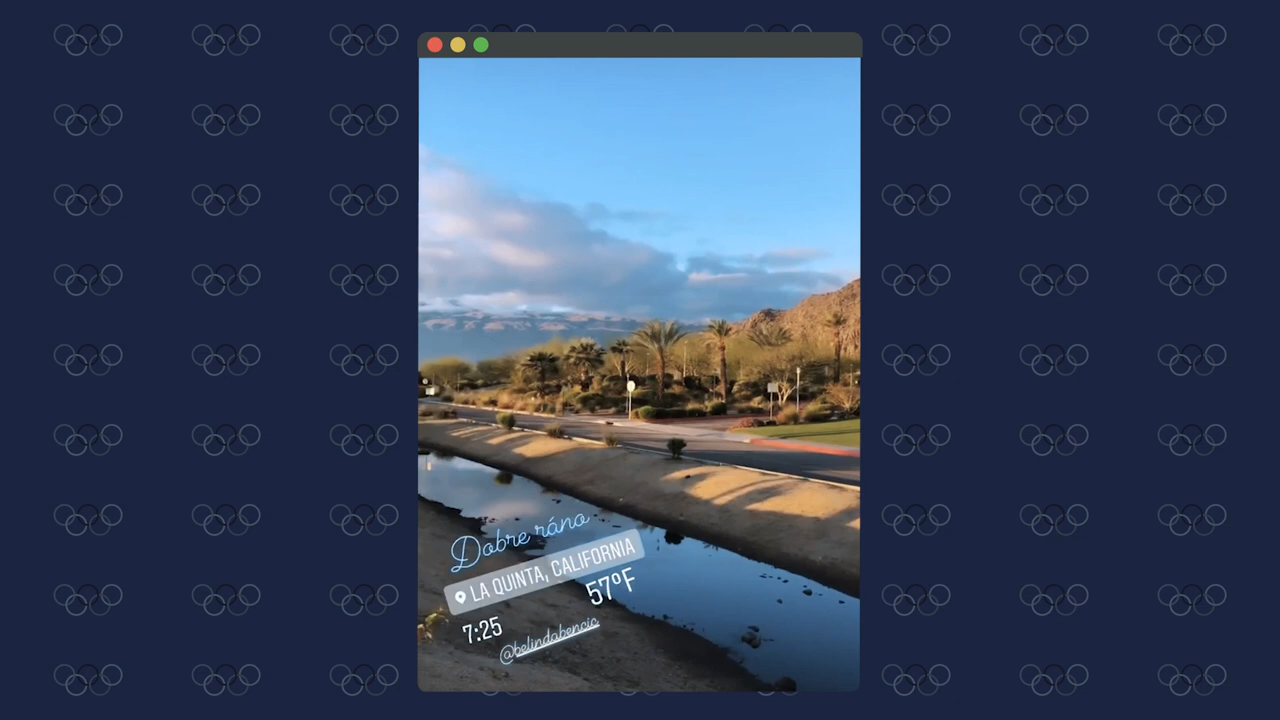 Dobre ráno
LA QUINTA, CALIFORNIA
57°F
7:25
@belindabencic